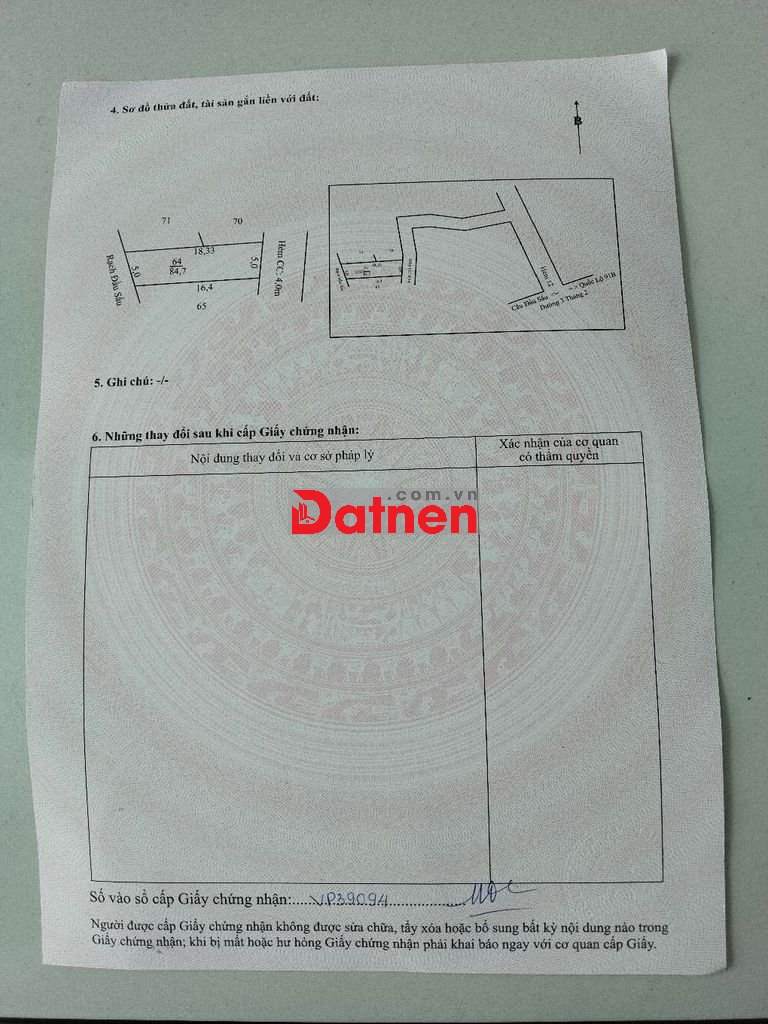 4. Sơ đồ thửa đất, tài sản gắn liền với đất:
B
71
70
18,33
Rạch Đầu Sấu
5,0
64
84,7
5,0
Hẻm CC: 4,0m
16,4
65
Hẻm 12
Cầu Đầu Sấu
Quốc Lộ 91B
Đường 3 Tháng 2
5. Ghi chú: -/-
6. Những thay đổi sau khi cấp Giấy chứng nhận:
Nội dung thay đổi và cơ sở pháp lý
Xác nhận của cơ quan
có thẩm quyền
.com.vn
Datnen
Số vào sổ cấp Giấy chứng nhận:....VP39094....................
Người được cấp Giấy chứng nhận không được sửa chữa, tẩy xóa hoặc bổ sung bất kỳ nội dung nào trong
Giấy chứng nhận; khi bị mất hoặc hư hỏng Giấy chứng nhận phải khai báo ngay với cơ quan cấp Giấy.